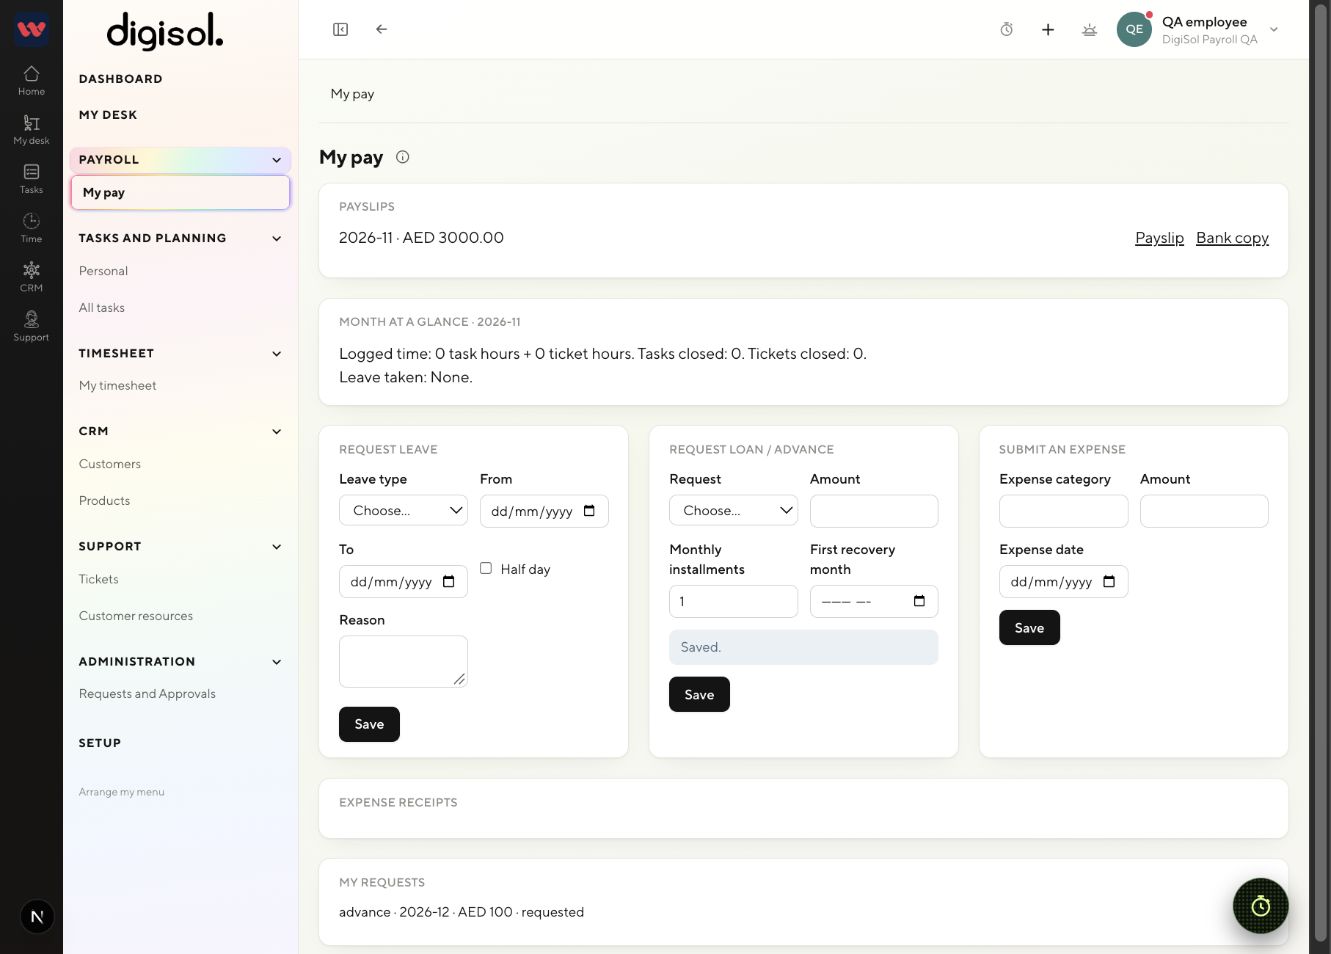 digisol.
Home
My desk
Tasks
Time
CRM
Support
N
DASHBOARD
MY DESK
PAYROLL
My pay
TASKS AND PLANNING
Personal
All tasks
TIMESHEET
My timesheet
CRM
Customers
Products
SUPPORT
Tickets
Customer resources
ADMINISTRATION
Requests and Approvals
SETUP
Arrange my menu
QE
QA employee
DigiSol Payroll QA
My pay
My pay
PAYSLIPS
2026-11 · AED 3000.00 Payslip Bank copy
MONTH AT A GLANCE · 2026-11
Logged time: 0 task hours + 0 ticket hours. Tasks closed: 0. Tickets closed: 0.
Leave taken: None.
REQUEST LEAVE
Leave type From
Choose... dd/mm/yyyy
To
dd/mm/yyyy Half day
Reason
Save
REQUEST LOAN / ADVANCE
Request Amount
Choose...
Monthly installments First recovery month
1 ––– ––
Saved.
Save
SUBMIT AN EXPENSE
Expense category Amount
Expense date
dd/mm/yyyy
Save
EXPENSE RECEIPTS
MY REQUESTS
advance · 2026-12 · AED 100 · requested